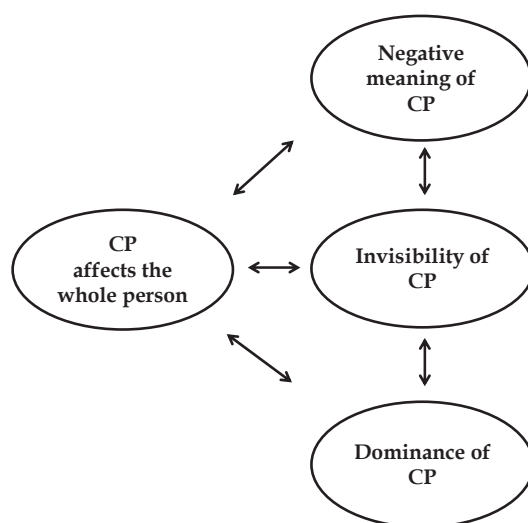 Negative
meaning of
CP
CP
affects the
whole person
Invisibility of
CP
Dominance of
CP